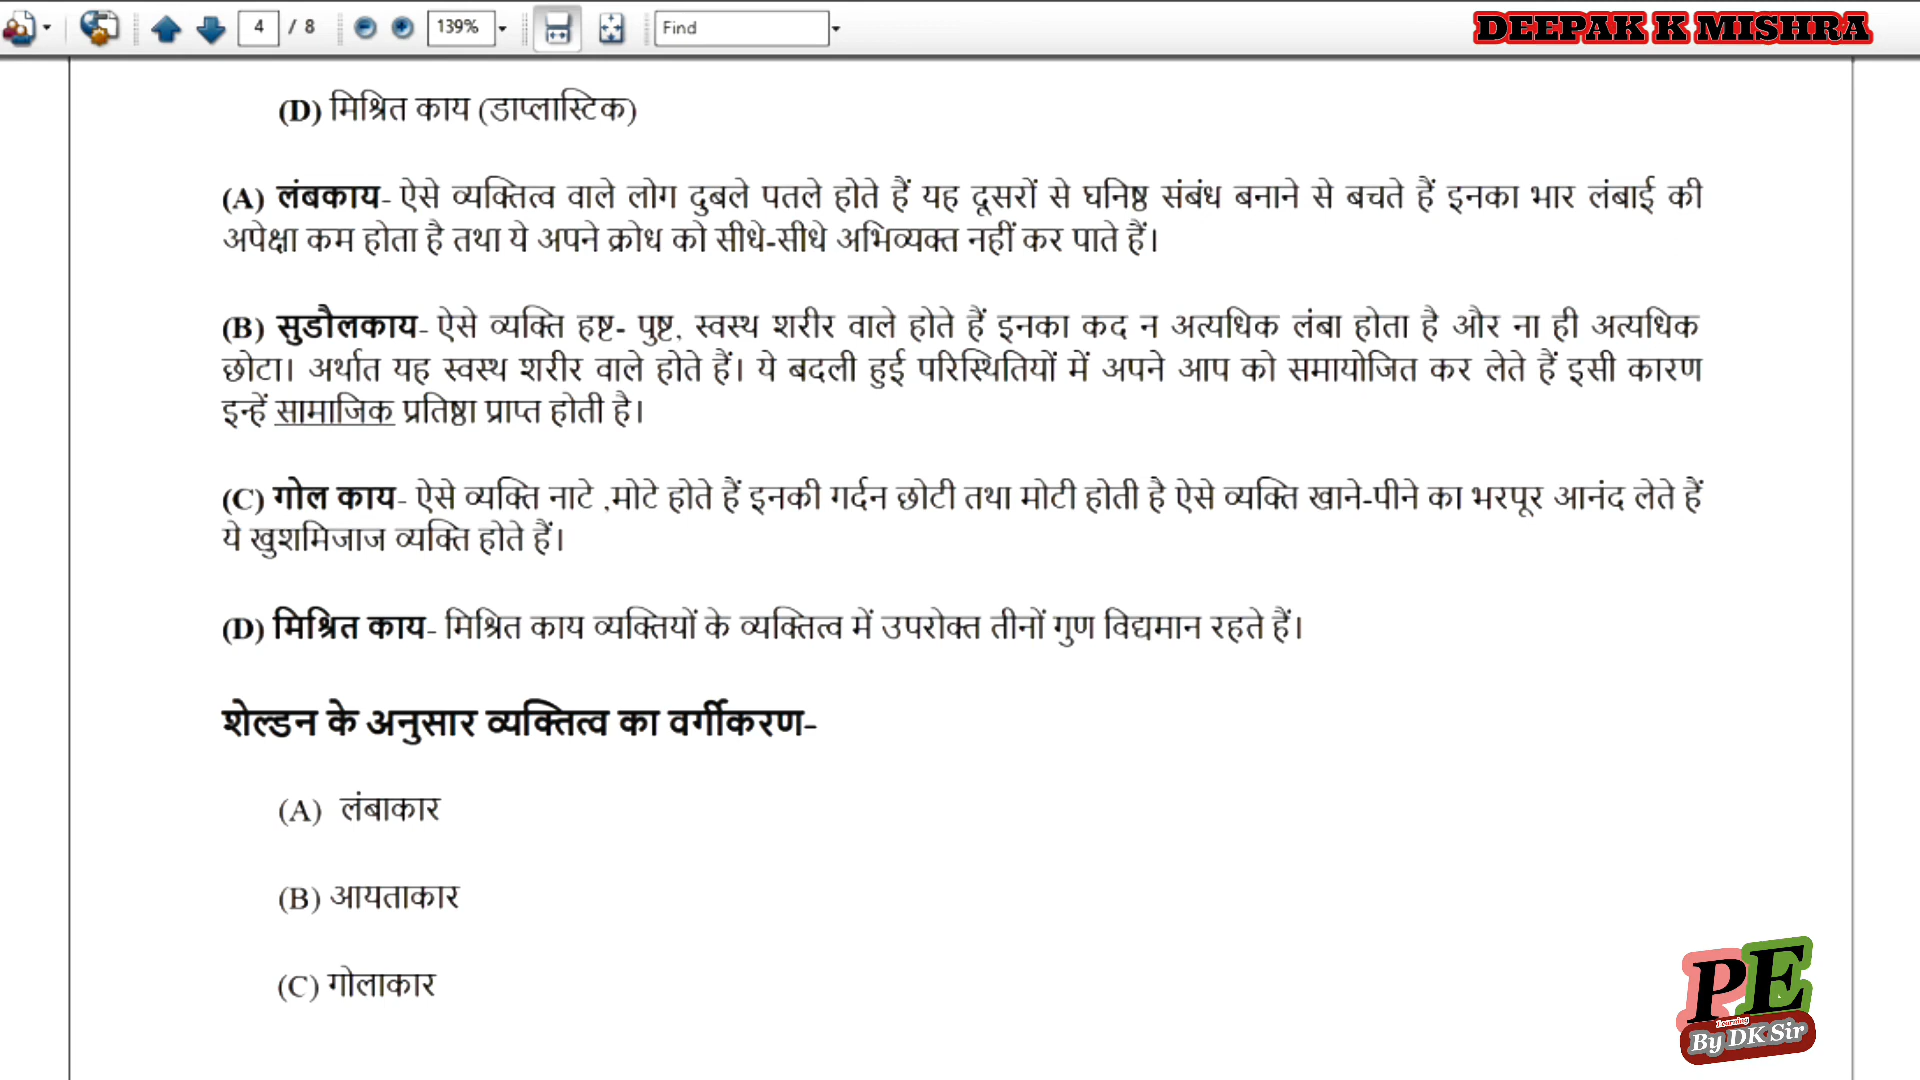 4 / 8 139% Find
DEEPAK K MISHRA
(D) मिश्रित काय (डाप्लास्टिक)
(A) लंबकाय- ऐसे व्यक्तित्व वाले लोग दुबले पतले होते हैं यह दूसरों से घनिष्ठ संबंध बनाने से बचते हैं इनका भार लंबाई की
अपेक्षा कम होता है तथा ये अपने क्रोध को सीधे-सीधे अभिव्यक्त नहीं कर पाते हैं।
(B) सुडौलकाय- ऐसे व्यक्ति हष्ट- पुष्ट, स्वस्थ शरीर वाले होते हैं इनका कद न अत्यधिक लंबा होता है और ना ही अत्यधिक
छोटा। अर्थात यह स्वस्थ शरीर वाले होते हैं। ये बदली हुई परिस्थितियों में अपने आप को समायोजित कर लेते हैं इसी कारण
इन्हें सामाजिक प्रतिष्ठा प्राप्त होती है।
(C) गोल काय- ऐसे व्यक्ति नाटे ,मोटे होते हैं इनकी गर्दन छोटी तथा मोटी होती है ऐसे व्यक्ति खाने-पीने का भरपूर आनंद लेते हैं
ये खुशमिजाज व्यक्ति होते हैं।
(D) मिश्रित काय- मिश्रित काय व्यक्तियों के व्यक्तित्व में उपरोक्त तीनों गुण विद्यमान रहते हैं।
शेल्डन के अनुसार व्यक्तित्व का वर्गीकरण-
(A) लंबाकार
(B) आयताकार
(C) गोलाकार
PE
Learning
By DK Sir